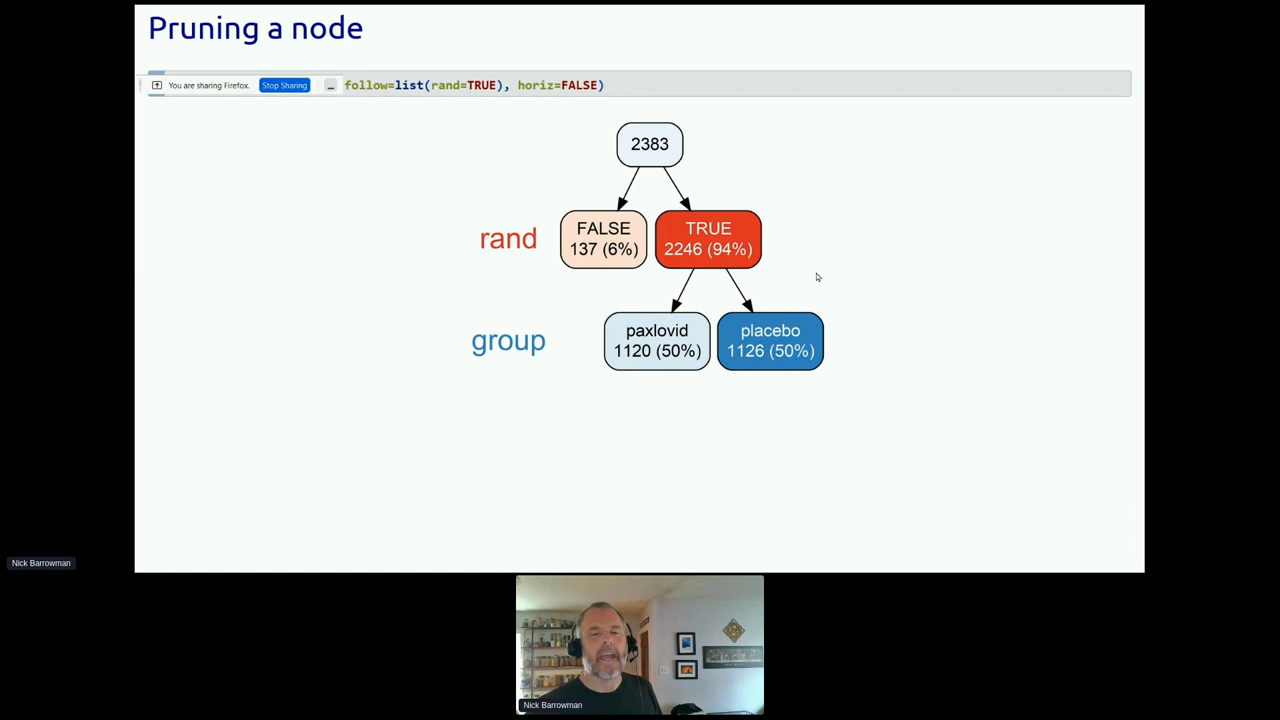 Pruning a node
You are sharing Firefox. Stop Sharing follow=list(rand=TRUE), horiz=FALSE)
2383
rand
FALSE
137 (6%)
TRUE
2246 (94%)
group
paxlovid
1120 (50%)
placebo
1126 (50%)
Nick Barrowman
Nick Barrowman